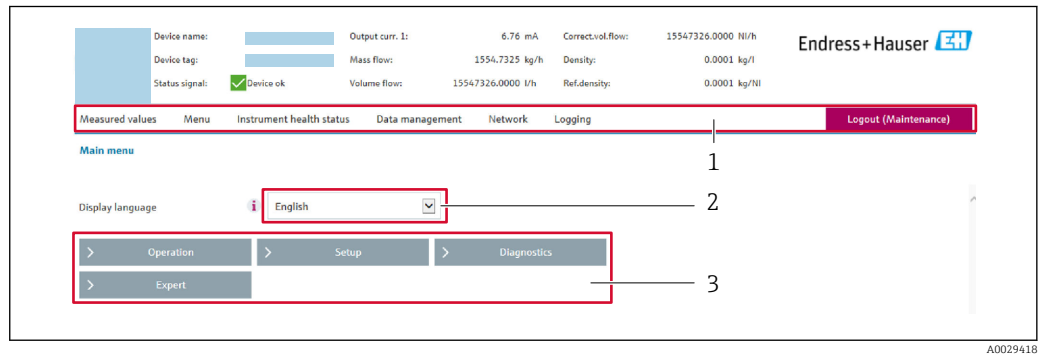 Device name: Output curr. 1: 6.76 mA Correct.vol.flow: 15547326.0000 Nl/h
Endress+Hauser EH
Device tag: Mass flow: 1554.7325 kg/h Density: 0.0001 kg/l
Status signal: Device ok Volume flow: 15547326.0000 l/h Ref.density: 0.0001 kg/Nl
Measured values Menu Instrument health status Data management Network Logging Logout (Maintenance)
1
Main menu
Display language i English 2
Operation Setup Diagnostics
Expert 3
A0029418